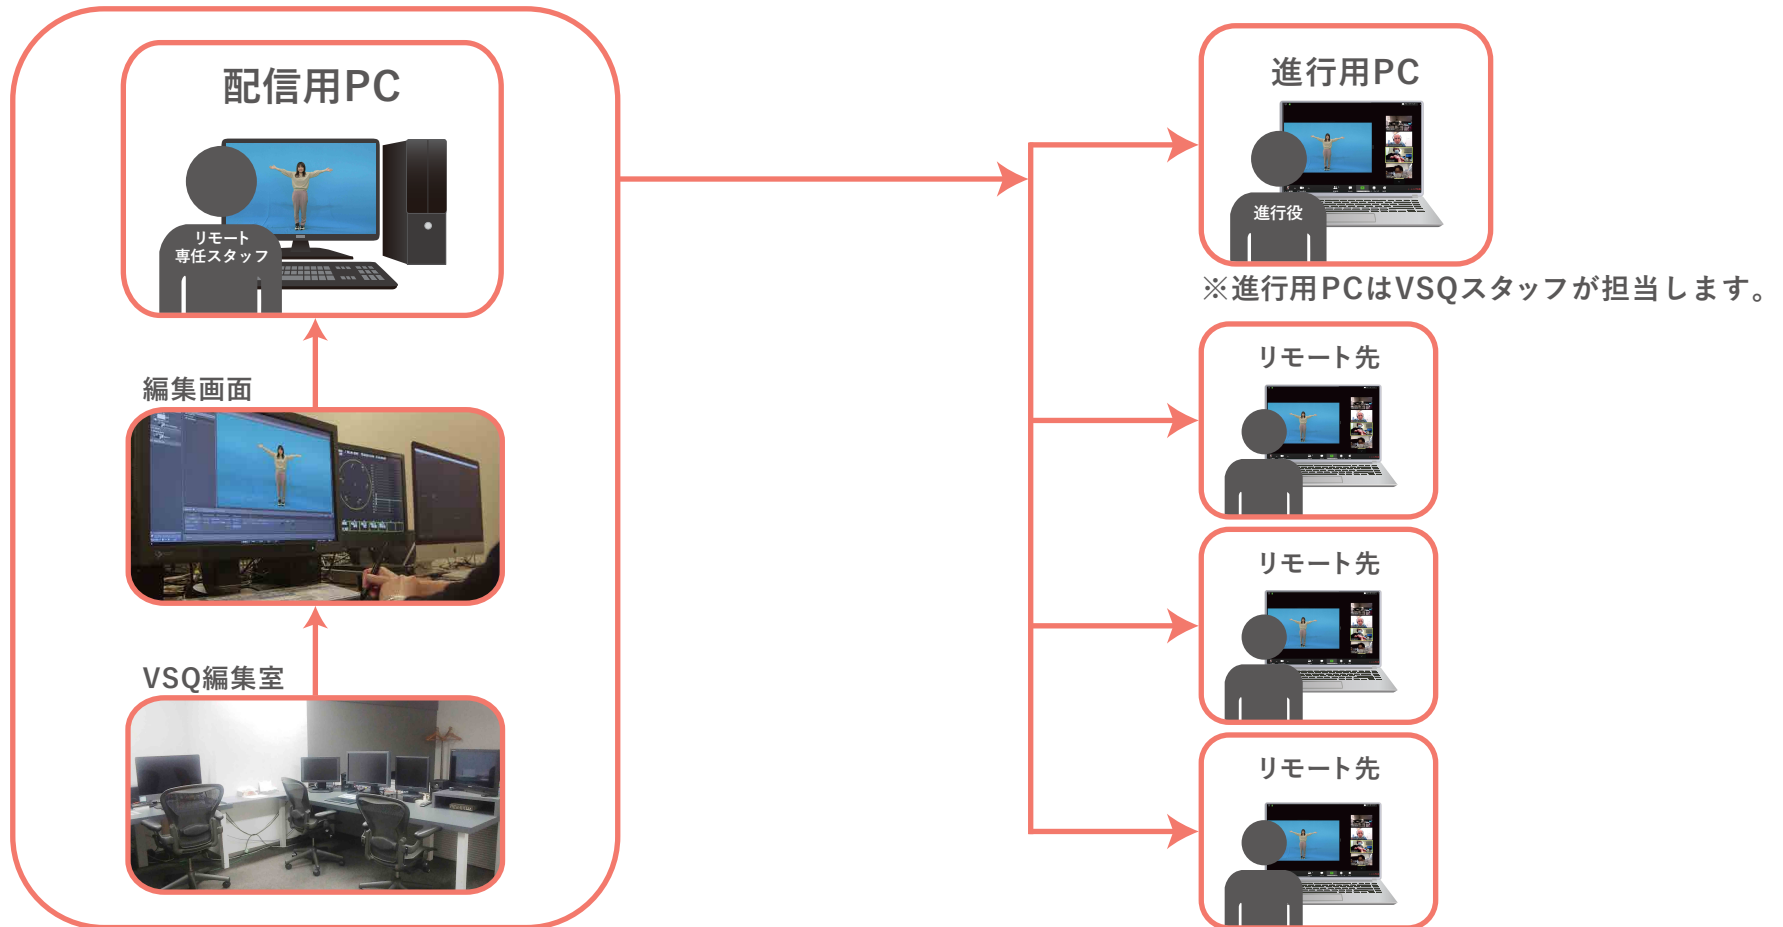 配信用PC
リモート
専任スタッフ
編集画面
VSQ編集室
進行用PC
進行役
※進行用PCはVSQスタッフが担当します。
リモート先
リモート先
リモート先